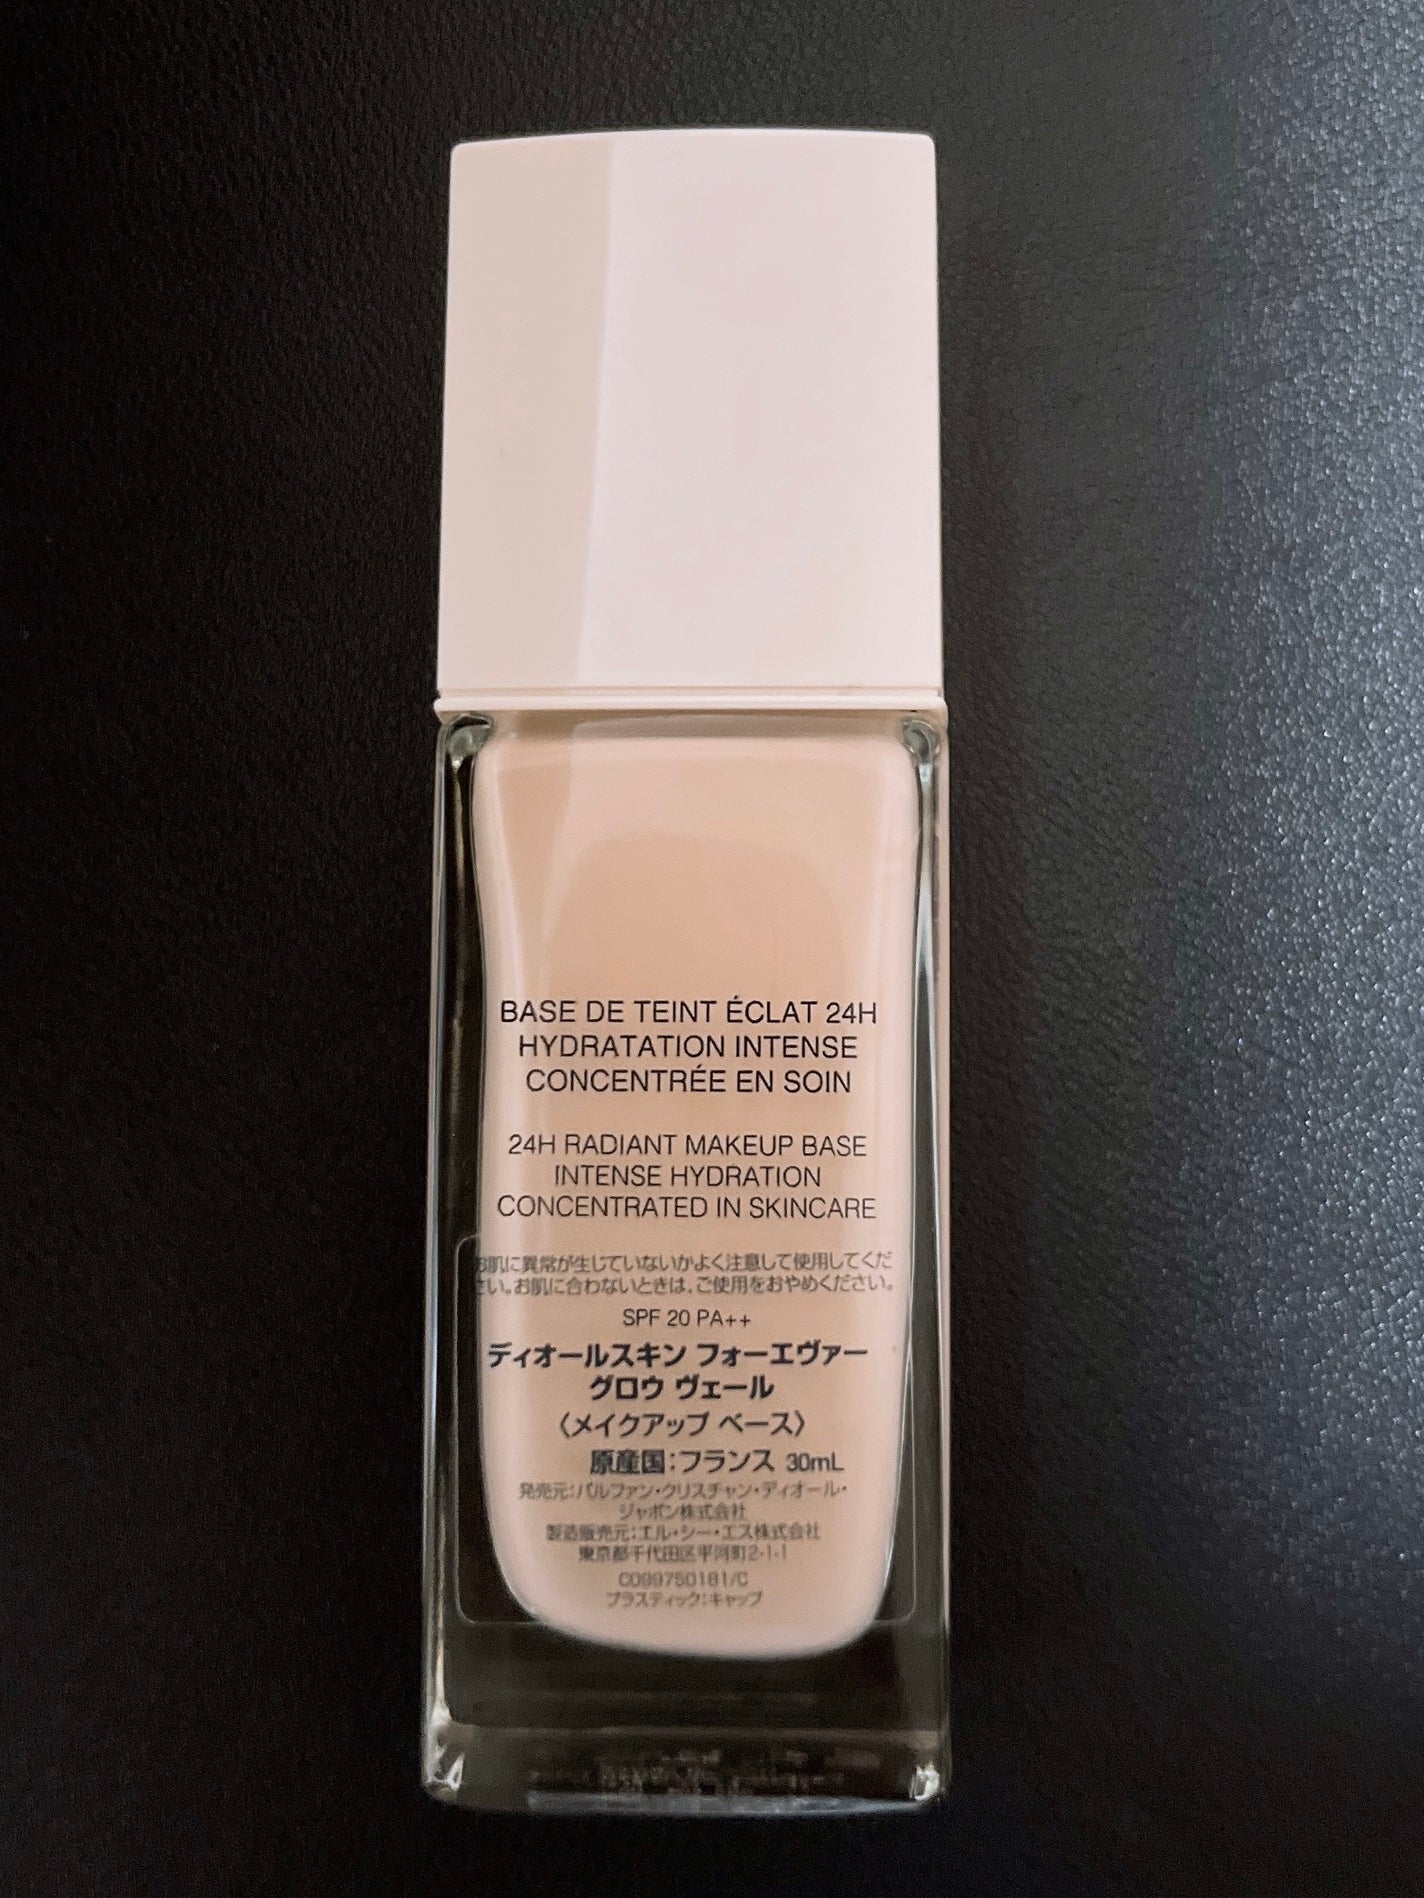 BASE DE TEINT ÉCLAT 24H
HYDRATATION INTENSE
CONCENTRÉE EN SOIN
24H RADIANT MAKEUP BASE
INTENSE HYDRATION
CONCENTRATED IN SKINCARE
お肌に異常が生じていないかよく注意して使用してくだ
さい。お肌に合わないときは、ご使用をおやめください。
SPF 20 PA++
ディオールスキン フォーエヴァー
グロウ ヴェール
〈メイクアップ ベース〉
原産国:フランス 30mL
発売元:パルファン・クリスチャン・ディオール・
ジャポン株式会社
製造販売元:エル・シー・エス株式会社
東京都千代田区平河町2-1-1
CD99750181/C
プラスティック:キャップ